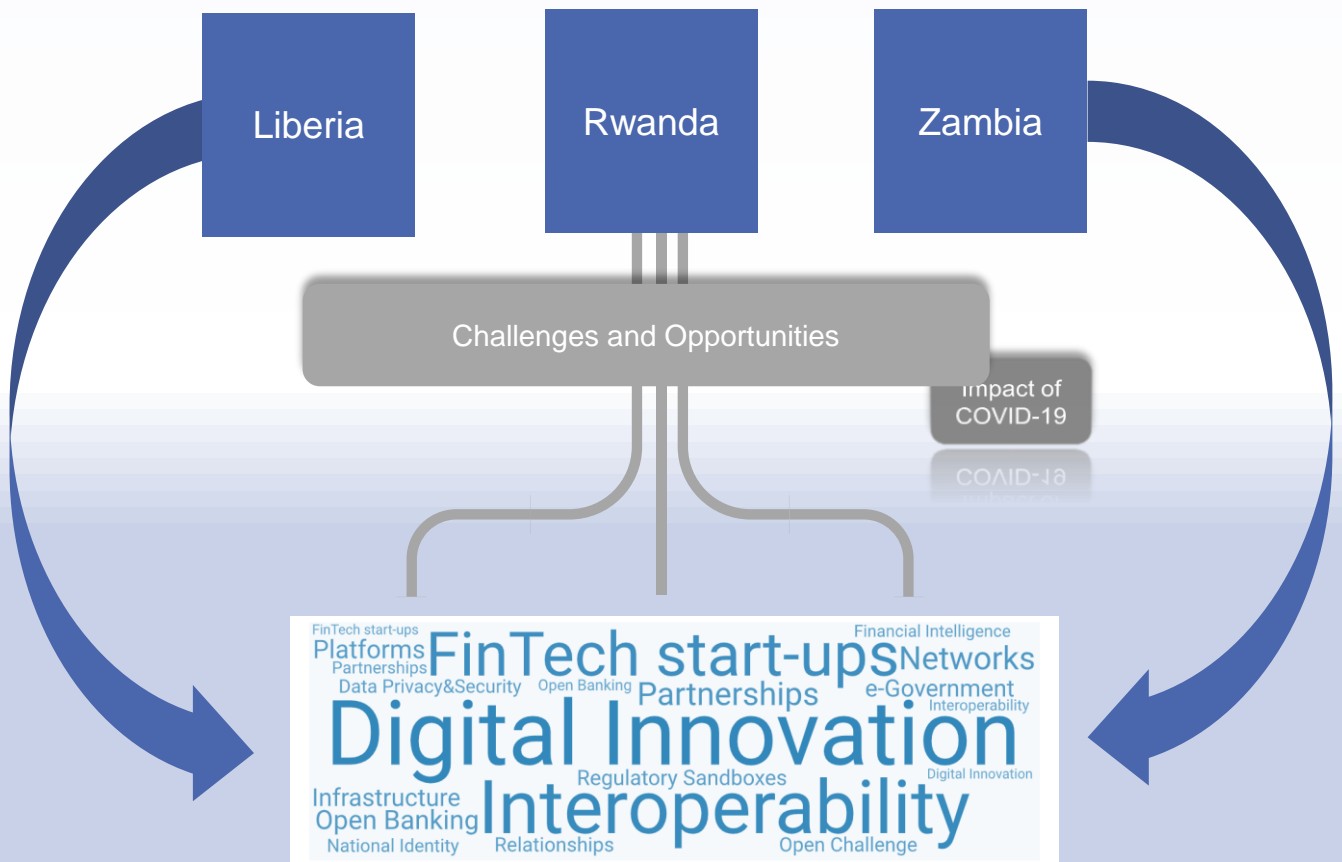 Liberia
Rwanda
Zambia
Challenges and Opportunities
Impact of
COVID-19
FinTech start-ups
Financial Intelligence
Platforms
FinTech start-ups
Networks
Partnerships
Data Privacy&Security
Open Banking
Partnerships
e-Government
Interoperability
Digital Innovation
Regulatory Sandboxes
Digital Innovation
Infrastructure
Interoperability
Open Banking
National Identity
Relationships
Open Challenge